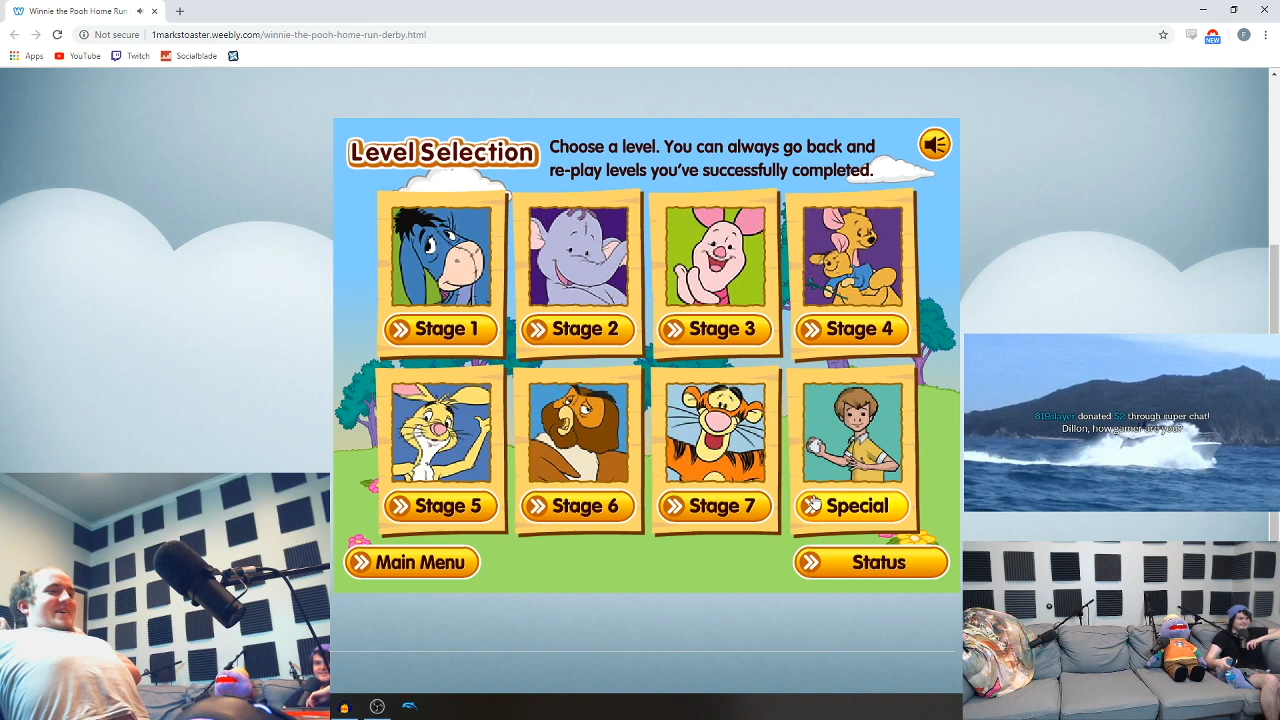 Winnie the Pooh Home Run
Not secure
1markstoaster.weebly.com/winnie-the-pooh-home-run-derby.html
NEW
F
Apps
YouTube
Twitch
Socialblade
Level Selection
Choose a level. You can always go back and
re-play levels you've successfully completed.
Stage 1
Stage 2
Stage 3
Stage 4
Stage 5
Stage 6
Stage 7
Special
Main Menu
Status
819slayer donated $2 through super chat!
Dillon, how gamer are you?